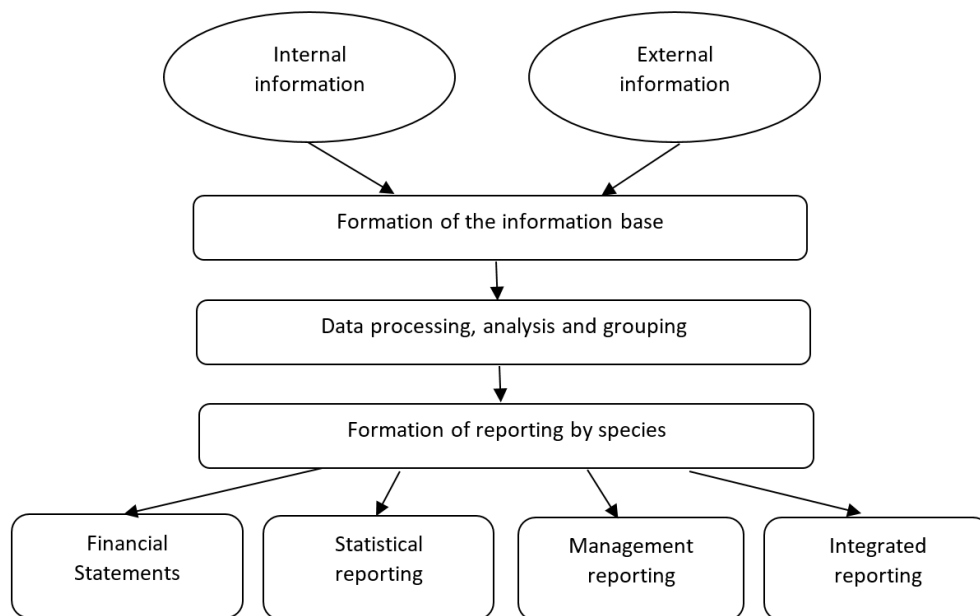 Internal
information
External
information
Formation of the information base
Data processing, analysis and grouping
Formation of reporting by species
Financial
Statements
Statistical
reporting
Management
reporting
Integrated
reporting